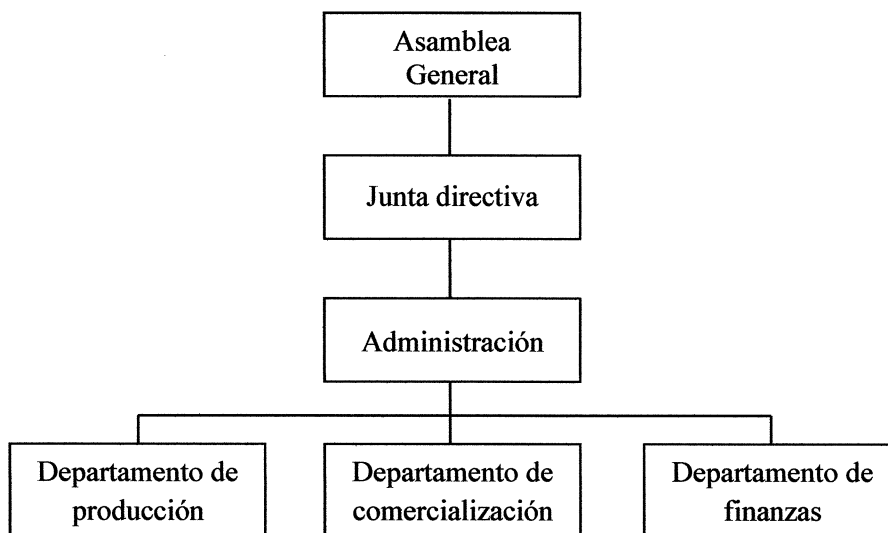 Asamblea
General
Junta directiva
Administración
Departamento de
producción
Departamento de
comercialización
Departamento de
finanzas